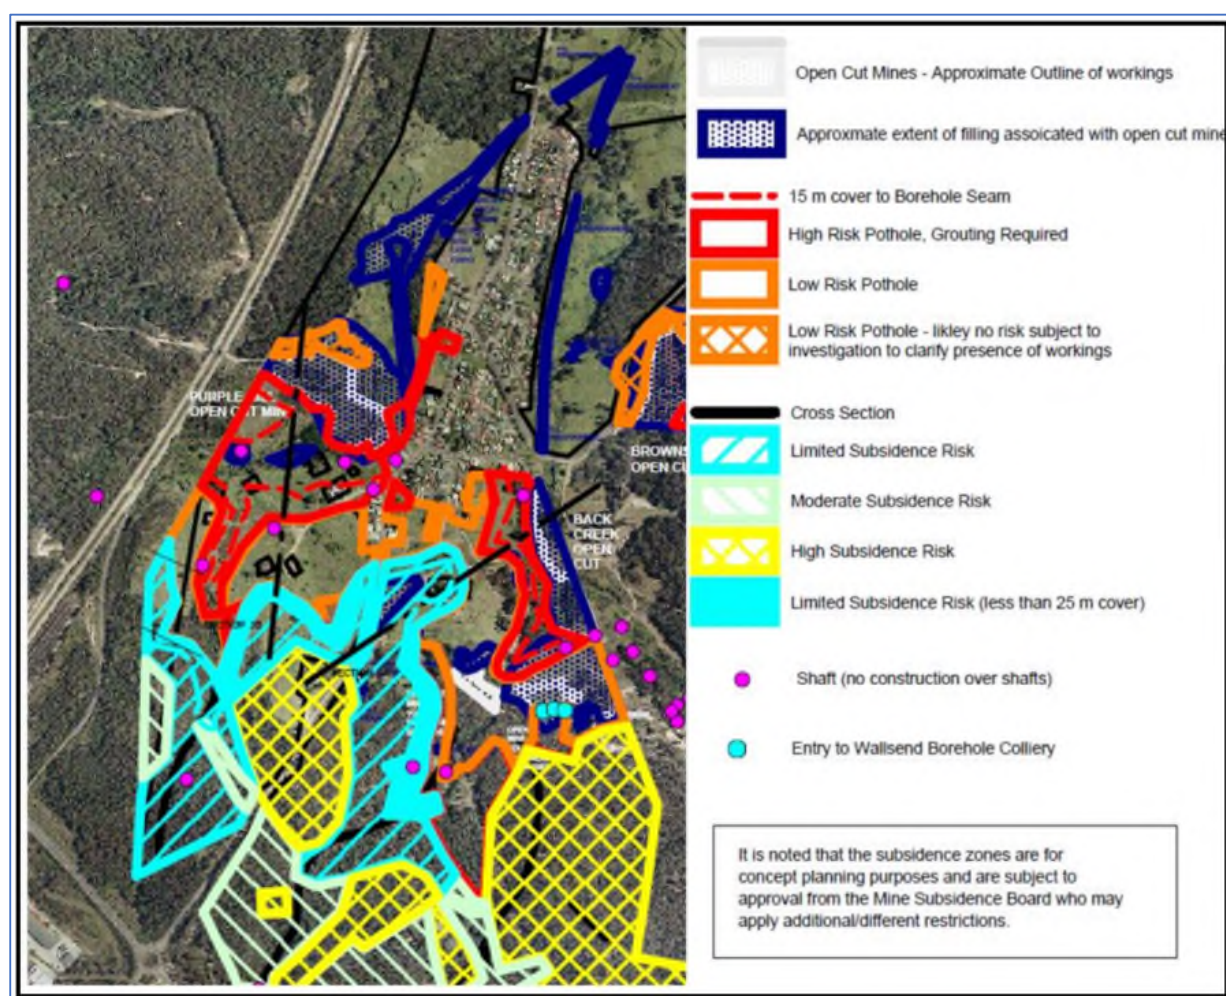 Open Cut Mines - Approximate Outline of workings
Approxmate extent of filling assoicated with open cut mine
15 m cover to Borehole Seam
High Risk Pothole, Grouting Required
Low Risk Pothole
Low Risk Pothole - likley no risk subject to
investigation to clarify presence of workings
Cross Section
Limited Subsidence Risk
Moderate Subsidence Risk
High Subsidence Risk
Limited Subsidence Risk (less than 25 m cover)
Shaft (no construction over shafts)
Entry to Wallsend Borehole Colliery
It is noted that the subsidence zones are for
concept planning purposes and are subject to
approval from the Mine Subsidence Board who may
apply additional/different restrictions.
PURPLE
OPEN CUT MIN
BROWNS
OPEN CU
BACK
CREEK
OPEN
CUT